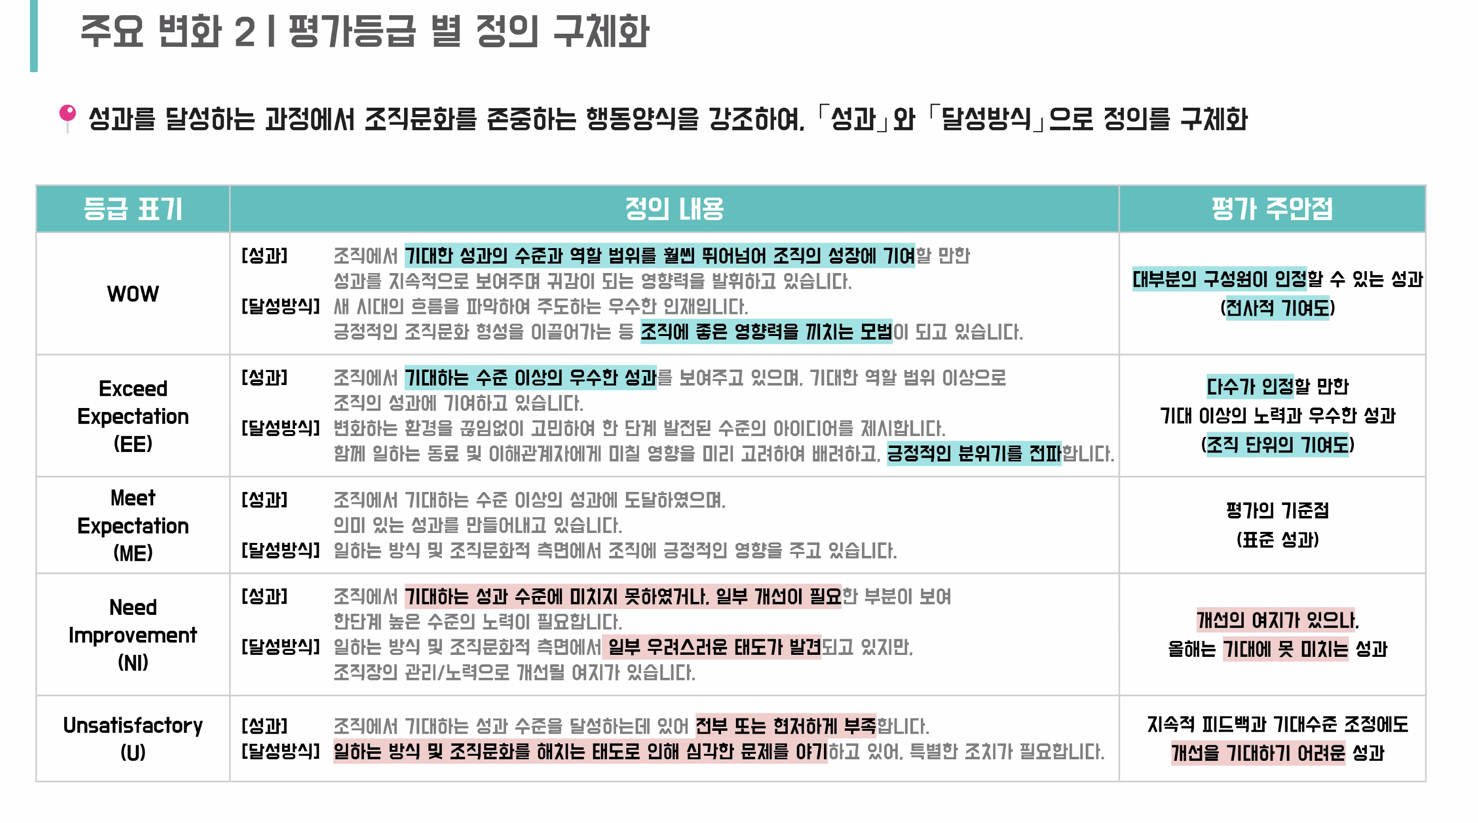 주요 변화 2 | 평가등급 별 정의 구체화
성과를 달성하는 과정에서 조직문화를 존중하는 행동양식을 강조하여, 「성과」와 「달성방식」으로 정의를 구체화
등급 표기
정의 내용
평가 주안점
WOW
[성과] 조직에서 기대한 성과의 수준과 역할 범위를 훨씬 뛰어넘어 조직의 성장에 기여할 만한
성과를 지속적으로 보여주며 귀감이 되는 영향력을 발휘하고 있습니다.
[달성방식] 새 시대의 흐름을 파악하여 주도하는 우수한 인재입니다.
긍정적인 조직문화 형성을 이끌어가는 등 조직에 좋은 영향력을 끼치는 모범이 되고 있습니다.
대부분의 구성원이 인정할 수 있는 성과
(전사적 기여도)
Exceed
Expectation
(EE)
[성과] 조직에서 기대하는 수준 이상의 우수한 성과를 보여주고 있으며, 기대한 역할 범위 이상으로
조직의 성과에 기여하고 있습니다.
[달성방식] 변화하는 환경을 끊임없이 고민하여 한 단계 발전된 수준의 아이디어를 제시합니다.
함께 일하는 동료 및 이해관계자에게 미칠 영향을 미리 고려하여 배려하고, 긍정적인 분위기를 전파합니다.
다수가 인정할 만한
기대 이상의 노력과 우수한 성과
(조직 단위의 기여도)
Meet
Expectation
(ME)
[성과] 조직에서 기대하는 수준 이상의 성과에 도달하였으며,
의미 있는 성과를 만들어내고 있습니다.
[달성방식] 일하는 방식 및 조직문화적 측면에서 조직에 긍정적인 영향을 주고 있습니다.
평가의 기준점
(표준 성과)
Need
Improvement
(NI)
[성과] 조직에서 기대하는 성과 수준에 미치지 못하였거나, 일부 개선이 필요한 부분이 보여
한단계 높은 수준의 노력이 필요합니다.
[달성방식] 일하는 방식 및 조직문화적 측면에서 일부 우려스러운 태도가 발견되고 있지만,
조직장의 관리/노력으로 개선될 여지가 있습니다.
개선의 여지가 있으나,
올해는 기대에 못 미치는 성과
Unsatisfactory
(U)
[성과] 조직에서 기대하는 성과 수준을 달성하는데 있어 전부 또는 현저하게 부족합니다.
[달성방식] 일하는 방식 및 조직문화를 해치는 태도로 인해 심각한 문제를 야기하고 있어, 특별한 조치가 필요합니다.
지속적 피드백과 기대수준 조정에도
개선을 기대하기 어려운 성과